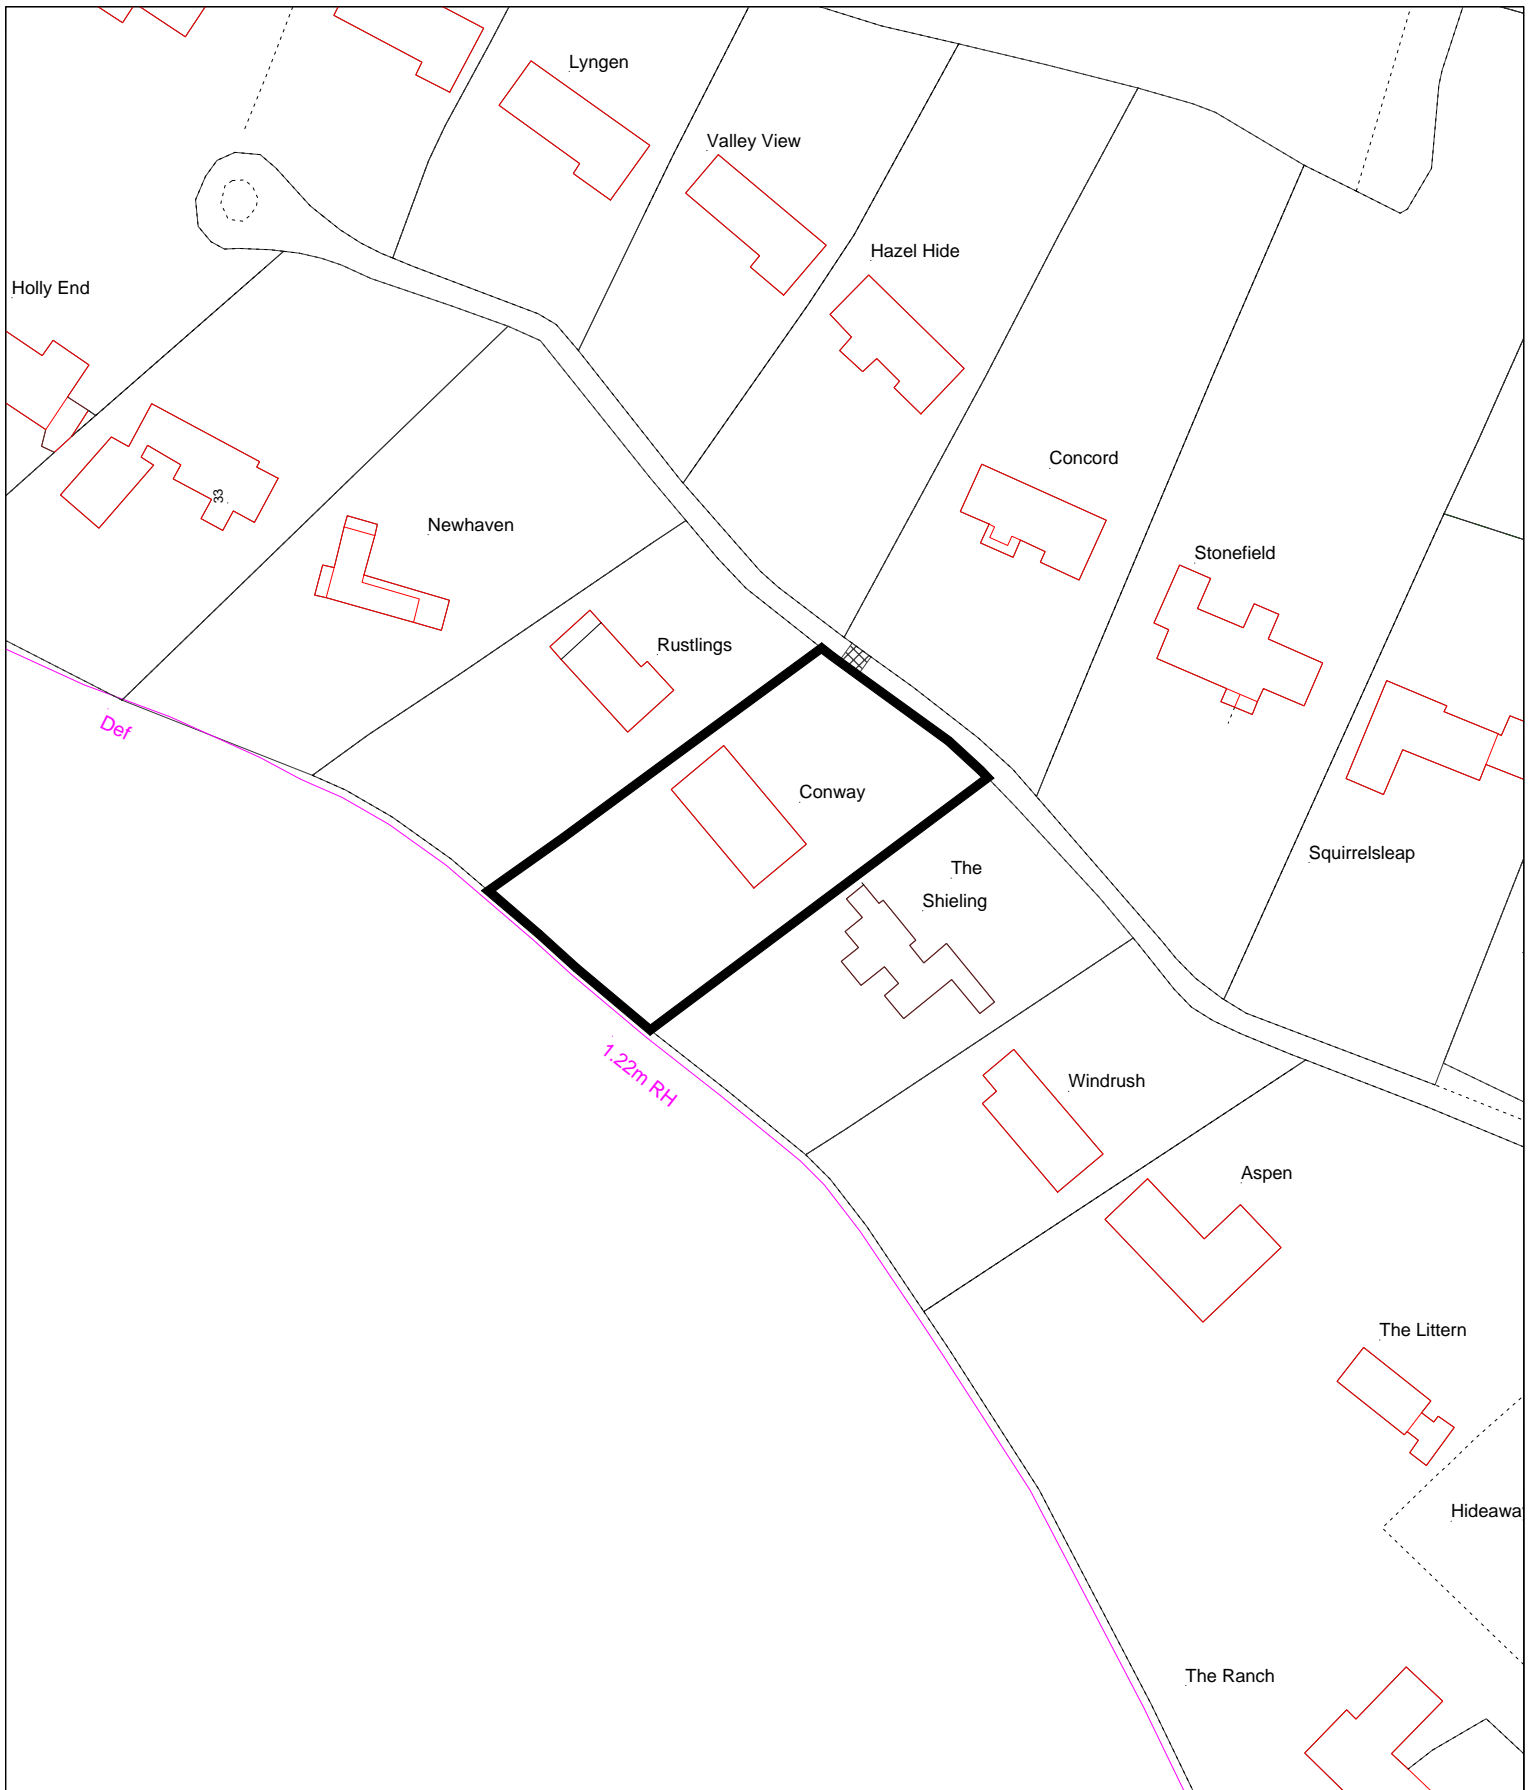 Lyngen
Valley View
Hazel Hide
Holly End
Concord
33
Newhaven
Stonefield
Rustlings
Def
Conway
Squirrelsleap
The
Shieling
1.22m RH
Windrush
Aspen
The Littern
Hideawa
The Ranch